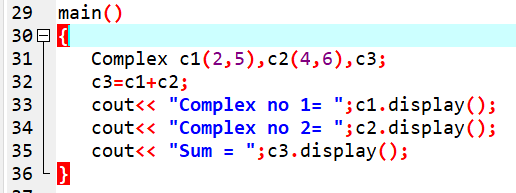 29 main()
30 {
31 Complex c1(2,5),c2(4,6),c3;
32 c3=c1+c2;
33 cout<< "Complex no 1= ";c1.display();
34 cout<< "Complex no 2= ";c2.display();
35 cout<< "Sum = ";c3.display();
36 }